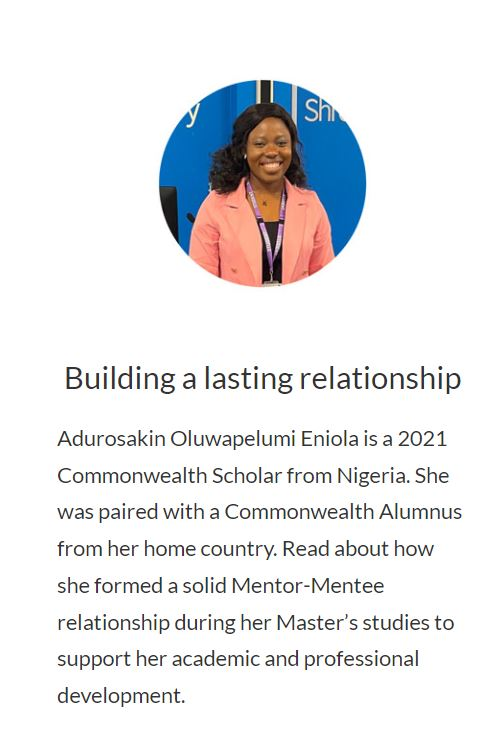 Building a lasting relationship
Adurosakin Oluwapelumi Eniola is a 2021
Commonwealth Scholar from Nigeria. She
was paired with a Commonwealth Alumnus
from her home country. Read about how
she formed a solid Mentor-Mentee
relationship during her Master’s studies to
support her academic and professional
development.